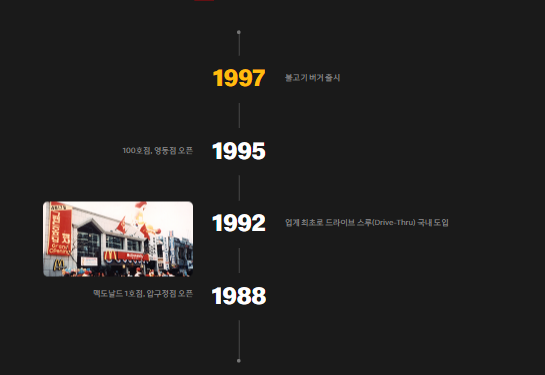 1997
불고기 버거 출시
100호점, 영등점 오픈
1995
1992
업계 최초로 드라이브 스루(Drive-Thru) 국내 도입
1988
맥도날드 1호점, 압구정점 오픈